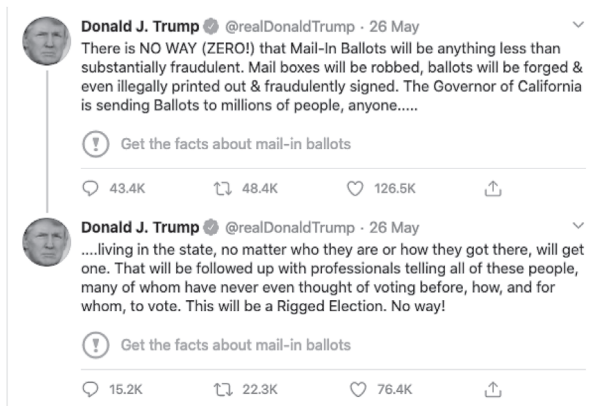 Donald J. Trump @realDonaldTrump · 26 May
There is NO WAY (ZERO!) that Mail-In Ballots will be anything less than
substantially fraudulent. Mail boxes will be robbed, ballots will be forged &
even illegally printed out & fraudulently signed. The Governor of California
is sending Ballots to millions of people, anyone.....
Get the facts about mail-in ballots
43.4K 48.4K 126.5K
Donald J. Trump @realDonaldTrump · 26 May
....living in the state, no matter who they are or how they got there, will get
one. That will be followed up with professionals telling all of these people,
many of whom have never even thought of voting before, how, and for
whom, to vote. This will be a Rigged Election. No way!
Get the facts about mail-in ballots
15.2K 22.3K 76.4K